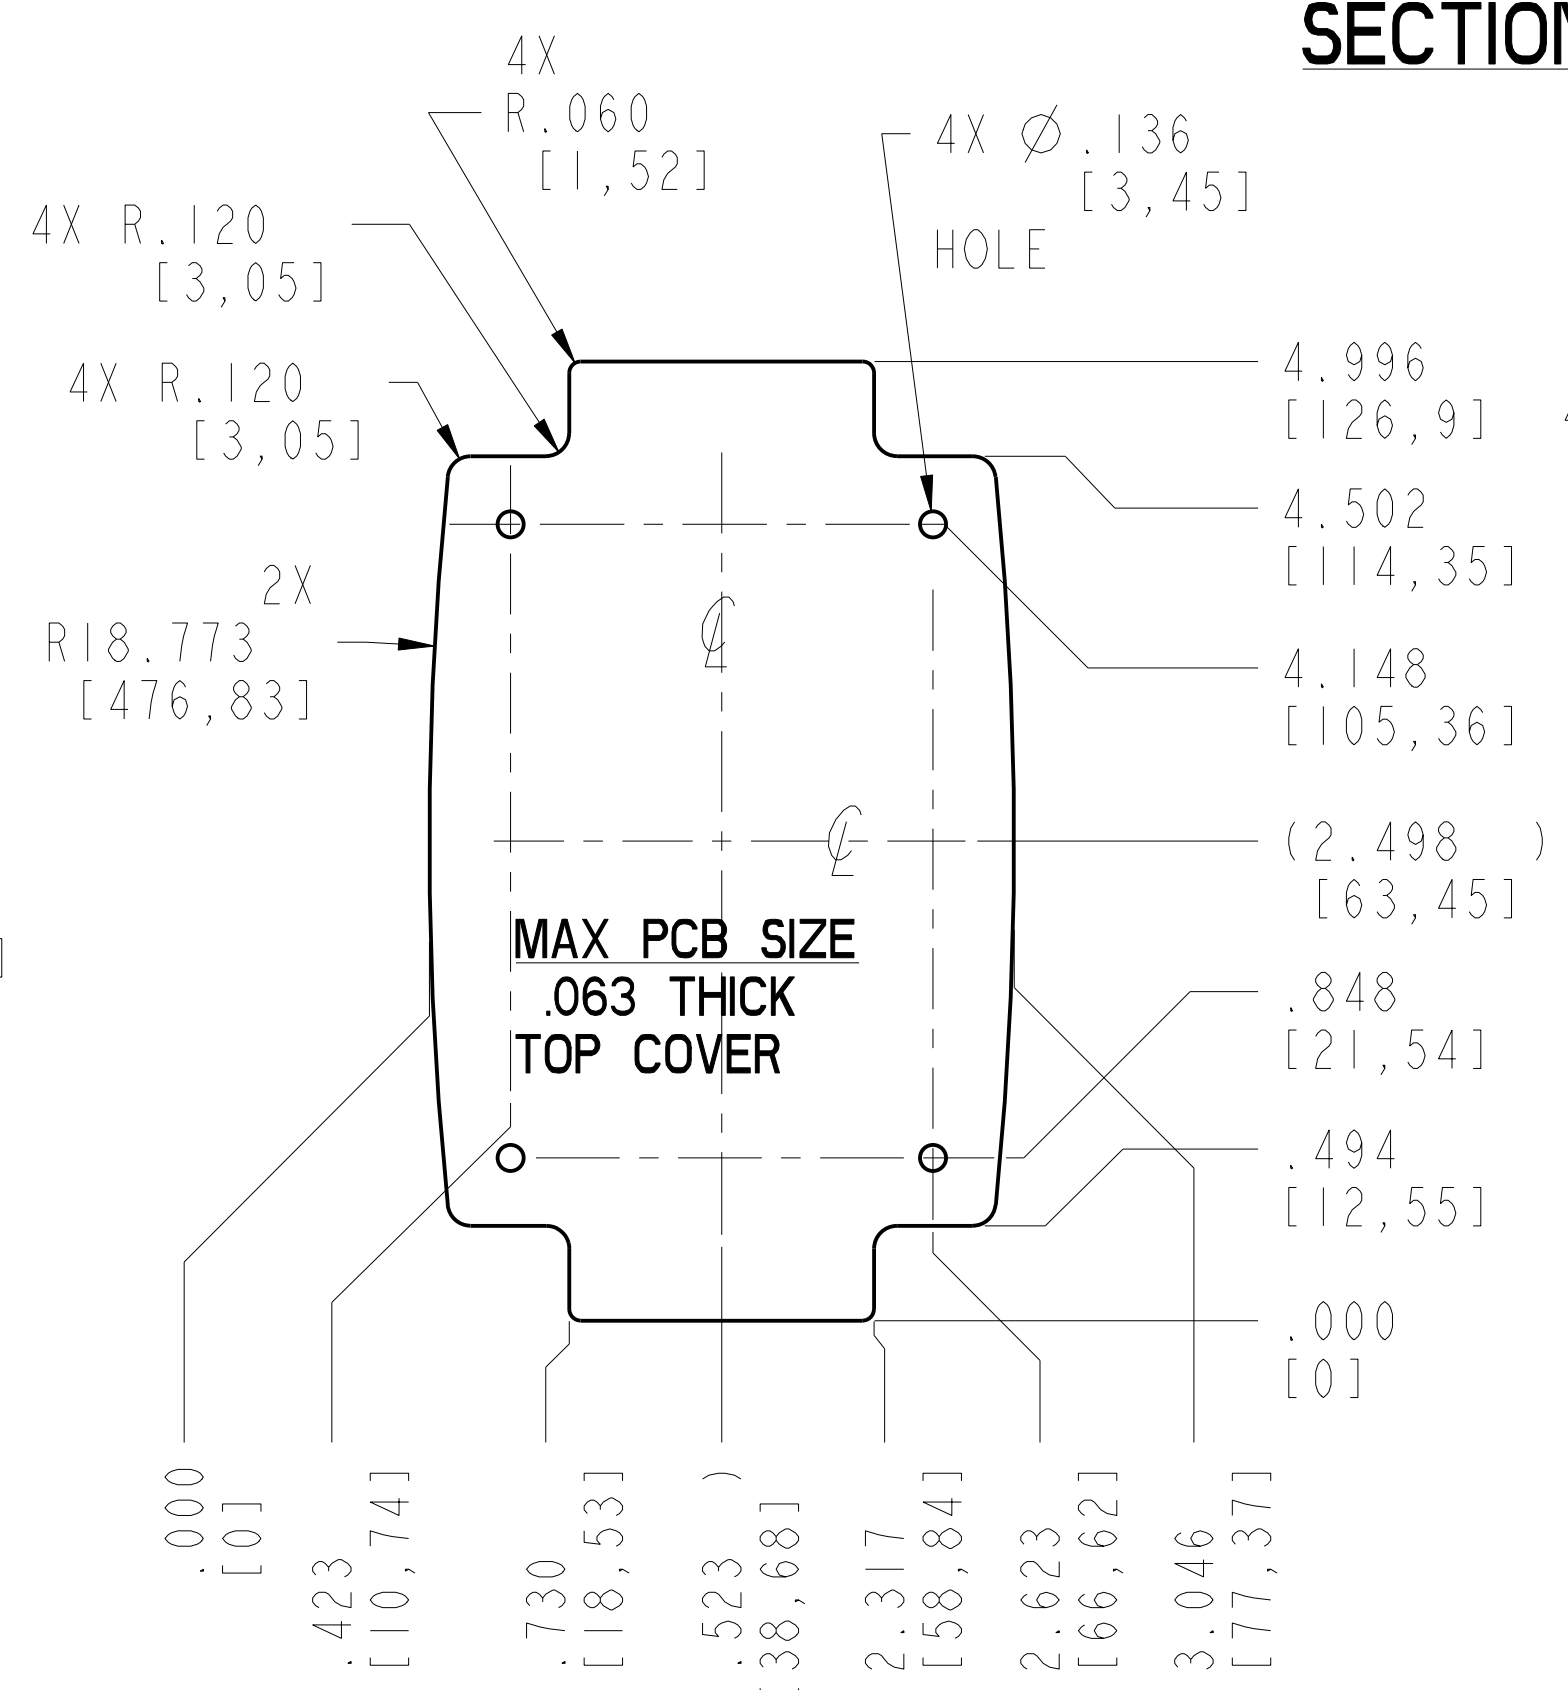 SECTION
4X
R.060
[1,52]
4X Ø.136
[3,45]
HOLE
4X R.120
[3,05]
4X R.120
[3,05]
2X
R18.773
[476,83]
4.996
[126,9]
4.502
[114,35]
4.148
[105,36]
(2.498 )
[63,45]
.848
[21,54]
.494
[12,55]
.000
[0]
MAX PCB SIZE
.063 THICK
TOP COVER
.000
[0]
.423
[10,74]
.730
[18,53]
.523 )
[38,68]
2.317
[58,84]
2.623
[66,62]
3.046
[77,37]